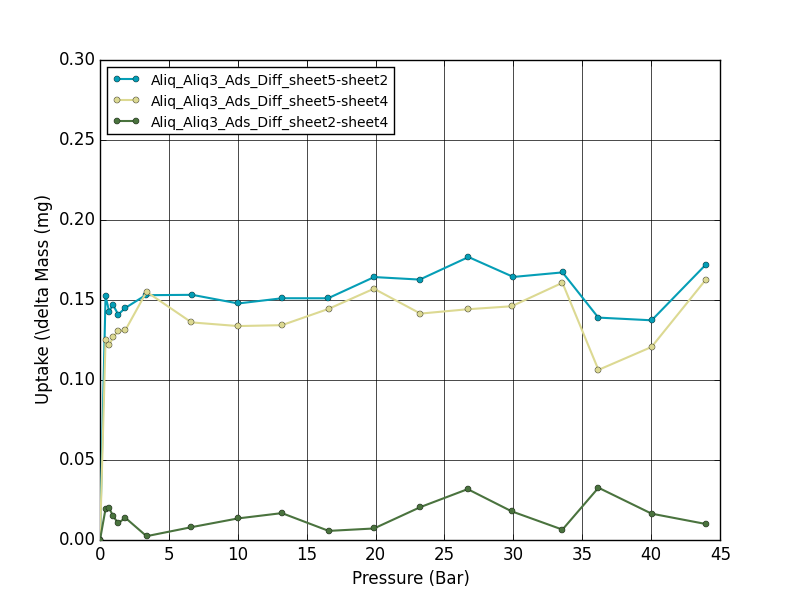 0.30
0.25
0.20
0.15
0.10
0.05
0.00
Uptake (\delta Mass (mg)
Aliq_Aliq3_Ads_Diff_sheet5-sheet2
Aliq_Aliq3_Ads_Diff_sheet5-sheet4
Aliq_Aliq3_Ads_Diff_sheet2-sheet4
0 5 10 15 20 25 30 35 40 45
Pressure (Bar)